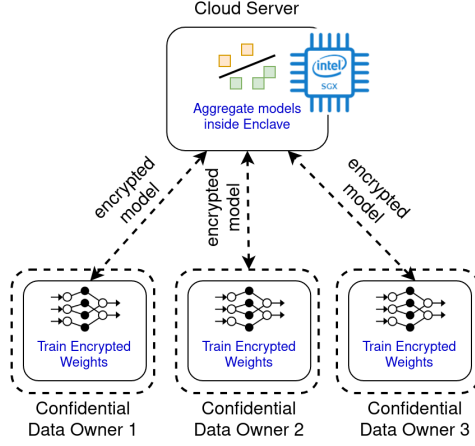 Cloud Server
intel
SGX
Aggregate models
inside Enclave
encrypted
model
encrypted
model
encrypted
model
Train Encrypted
Weights
Train Encrypted
Weights
Train Encrypted
Weights
Confidential
Data Owner 1
Confidential
Data Owner 2
Confidential
Data Owner 3